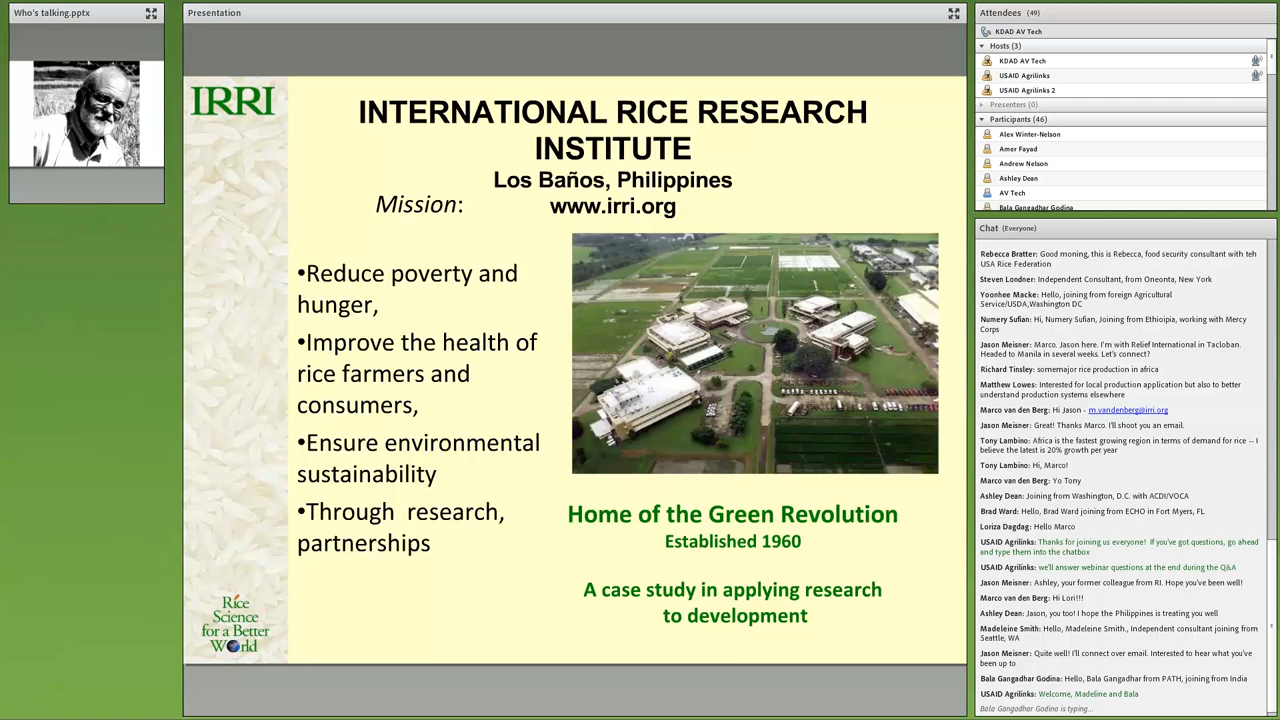 Who's talking.pptx
Presentation
IRRI
INTERNATIONAL RICE RESEARCH
INSTITUTE
Los Baños, Philippines
Mission:
www.irri.org
•Reduce poverty and
hunger,
•Improve the health of
rice farmers and
consumers,
•Ensure environmental
sustainability
•Through research,
partnerships
Home of the Green Revolution
Established 1960
A case study in applying research
to development
Rice
Science
for a Better
World
Attendees (49)
KDAD AV Tech
Hosts (3)
KDAD AV Tech
USAID Agrilinks
USAID Agrilinks 2
Presenters (0)
Participants (46)
Alex Winter-Nelson
Amer Fayad
Andrew Nelson
Ashley Dean
AV Tech
Bala Gangadhar Godina
Chat (Everyone)
Rebecca Bratter: Good moming, this is Rebecca, food security consultant with teh
USA Rice Federation
Steven Londner: Independent Consultant, from Oneonta, New York
Yoonhee Macke: Hello, joining from foreign Agricultural
Service/USDA,Washington DC
Numery Sufian: Hi, Numery Sufian, Joining from Ethioipia, working with Mercy
Corps
Jason Meisner: Marco. Jason here. I'm with Relief International in Tacloban.
Headed to Manila in several weeks. Let's connect?
Richard Tinsley: somemajor rice production in africa
Matthew Lowes: Interested for local production application but also to better
understand production systems elsewhere
Marco van den Berg: Hi Jason - m.vandenberg@irri.org
Jason Meisner: Great! Thanks Marco. I'll shoot you an email.
Tony Lambino: Africa is the fastest growing region in terms of demand for rice -- I
believe the latest is 20% growth per year
Tony Lambino: Hi, Marco!
Marco van den Berg: Yo Tony
Ashley Dean: Joining from Washington, D.C. with ACDI/VOCA
Brad Ward: Hello, Brad Ward joining from ECHO in Fort Myers, FL
Loriza Dagdag: Hello Marco
USAID Agrilinks: Thanks for joining us everyone! If you've got questions, go ahead
and type them into the chatbox
USAID Agrilinks: we'll answer webinar questions at the end during the Q&A
Jason Meisner: Ashley, your former colleague from RI. Hope you've been well!
Marco van den Berg: Hi Lori!!!
Ashley Dean: Jason, you too! I hope the Philippines is treating you well
Madeleine Smith: Hello, Madeline Smith., Independent consultant joining from
Seattle, WA
Jason Meisner: Quite well! I'll connect over email. Interested to hear what you've
been up to
Bala Gangadhar Godina: Hello, Bala Gangadhar from PATH, joining from India
USAID Agrilinks: Welcome, Madeline and Bala
Bala Gangadhar Godina is typing...